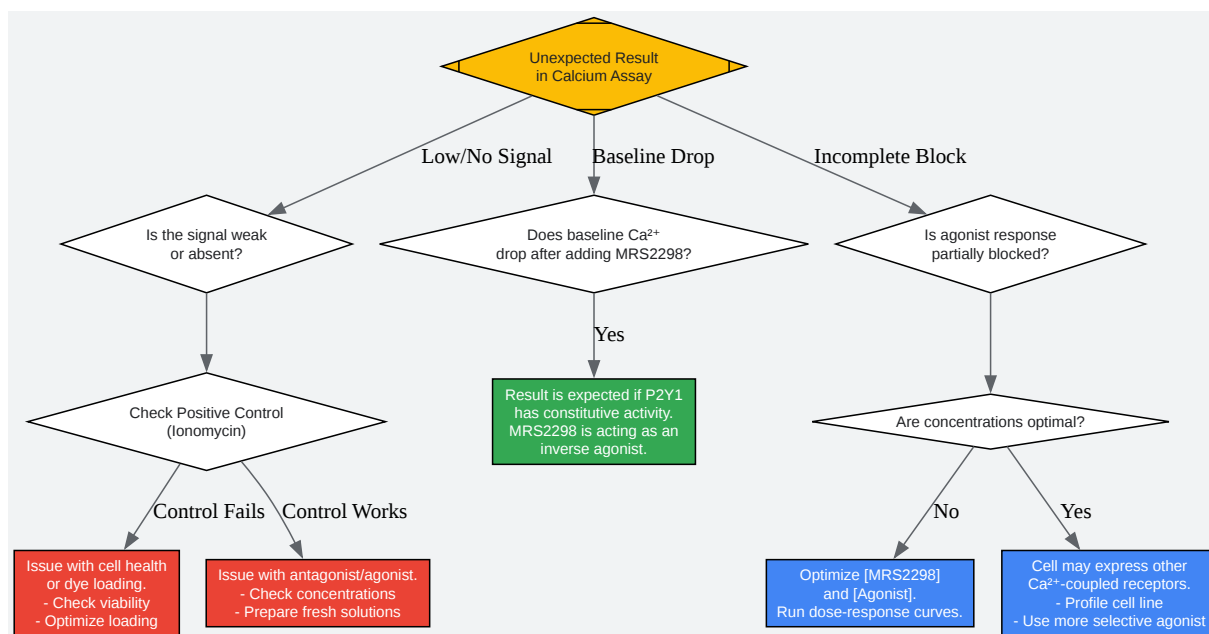 Unexpected Result
in Calcium Assay
Low/No Signal
Baseline Drop
Incomplete Block
Is the signal weak
or absent?
Does baseline Ca²⁺
drop after adding MRS2298?
Is agonist response
partially blocked?
Yes
Check Positive Control
(Ionomycin)
Result is expected if P2Y1
has constitutive activity.
MRS2298 is acting as an
inverse agonist.
Are concentrations optimal?
Control Fails
Control Works
No
Yes
Issue with cell health
or dye loading.
- Check viability
- Optimize loading
Issue with antagonist/agonist.
- Check concentrations
- Prepare fresh solutions
Optimize [MRS2298]
and [Agonist].
Run dose-response curves.
Cell may express other
Ca²⁺-coupled receptors.
- Profile cell line
- Use more selective agonist